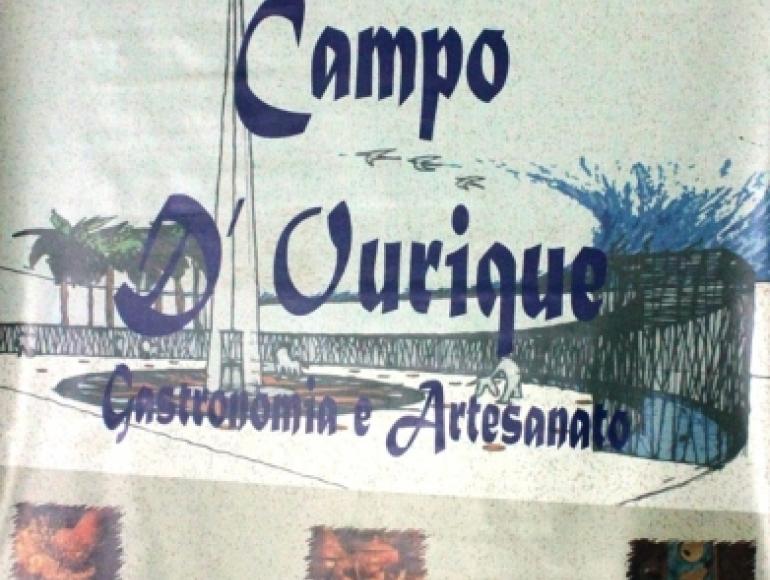 Campo
D' Ourique
Gastronomia e Artesanato